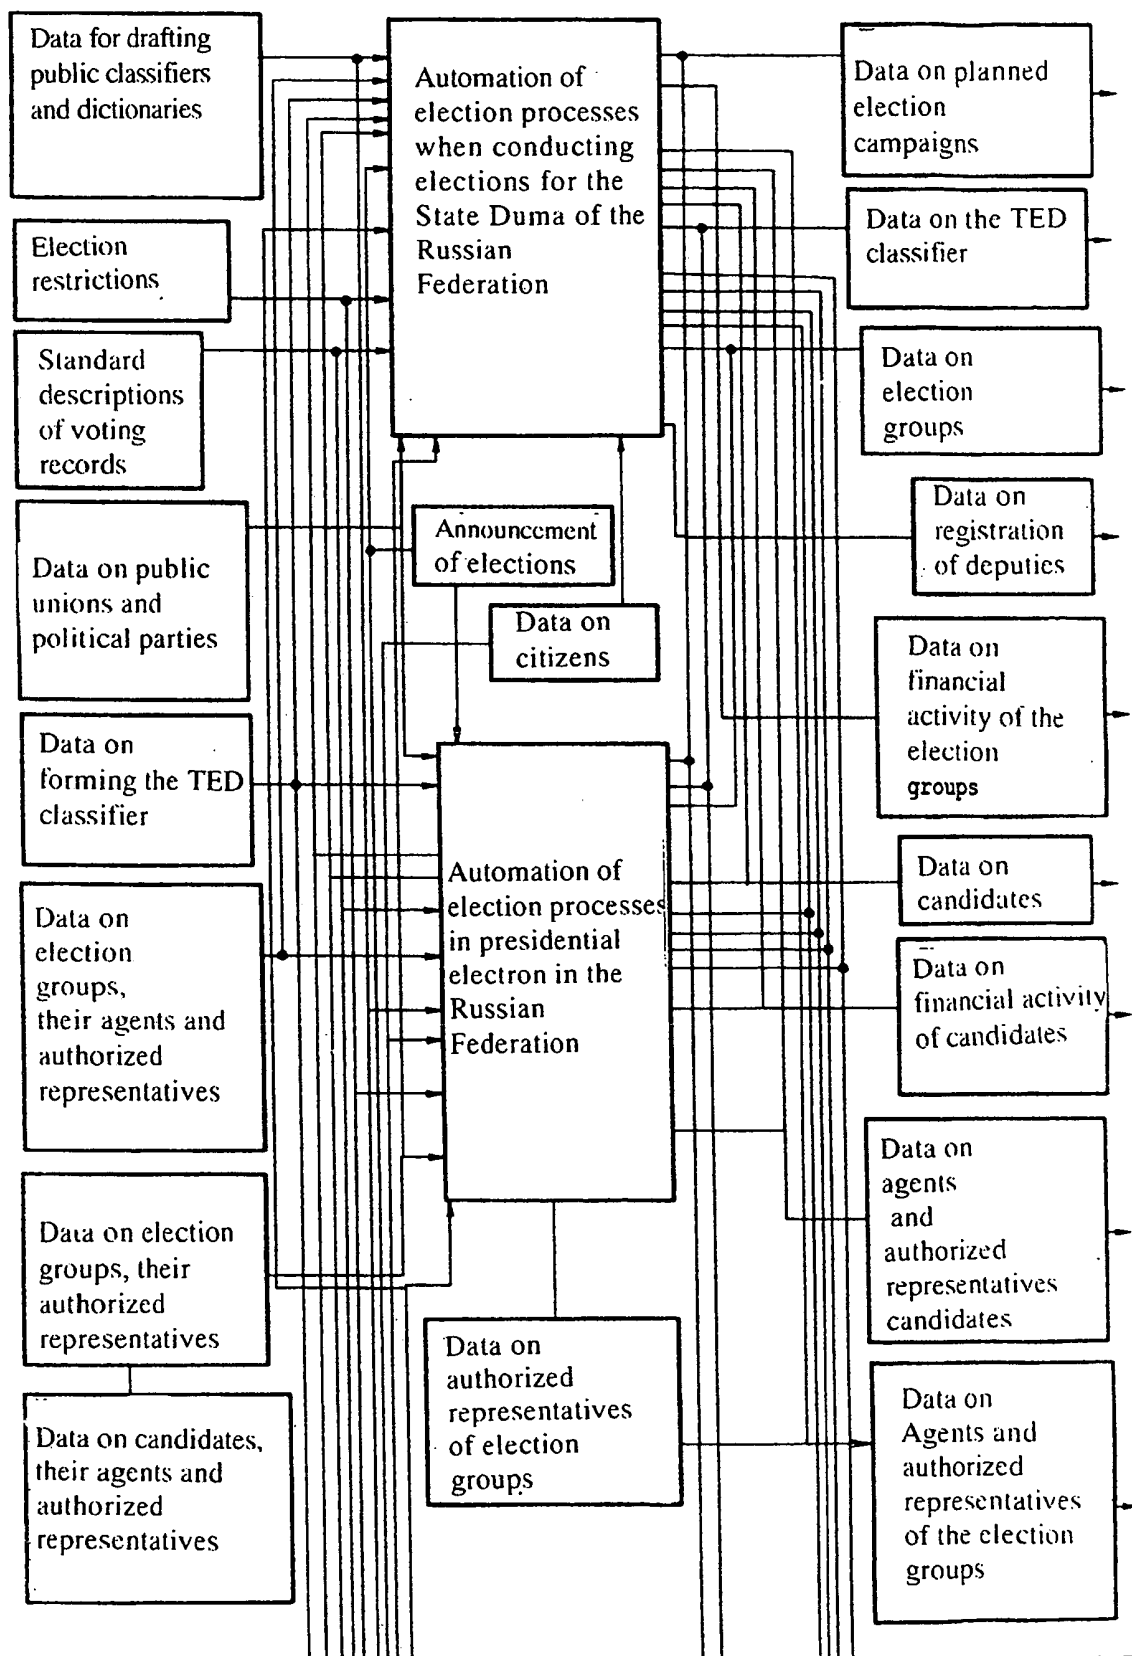 Data for drafting
public classifiers
and dictionaries
Election
restrictions
Standard
descriptions
of voting
records
Data on public
unions and
political parties
Data on
forming the TED
classifier
Data on
election
groups,
their agents and
authorized
representatives
Data on election
groups, their
authorized
representatives
Data on candidates,
their agents and
authorized
representatives
Automation of
election processes
when conducting
elections for the
State Duma of the
Russian
Federation
Announcement
of elections
Data on
citizens
Automation of
election processes
in presidential
electron in the
Russian
Federation
Data on
authorized
representatives
of election
groups
Data on planned
election
campaigns
Data on the TED
classifier
Data on
election
groups
Data on
registration
of deputies
Data on
financial
activity of the
election
groups
Data on
candidates
Data on
financial activity
of candidates
Data on
agents
and
authorized
representatives
candidates
Data on
Agents and
authorized
representatives
of the election
groups